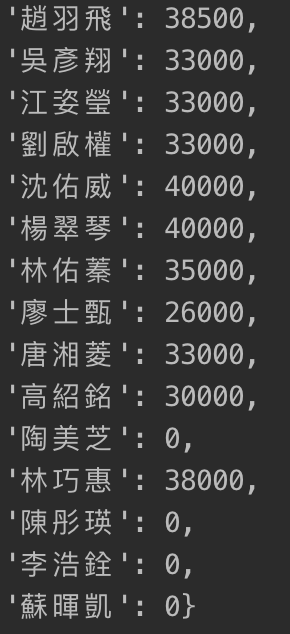 '趙羽飛': 38500,
'吳彥翔': 33000,
'江姿瑩': 33000,
'劉啟權': 33000,
'沈佑威': 40000,
'楊翠琴': 40000,
'林佑蓁': 35000,
'廖士甄': 26000,
'唐湘菱': 33000,
'高紹銘': 30000,
'陶美芝': 0,
'林巧惠': 38000,
'陳彤瑛': 0,
'李浩銓': 0,
'蘇暉凱': 0}